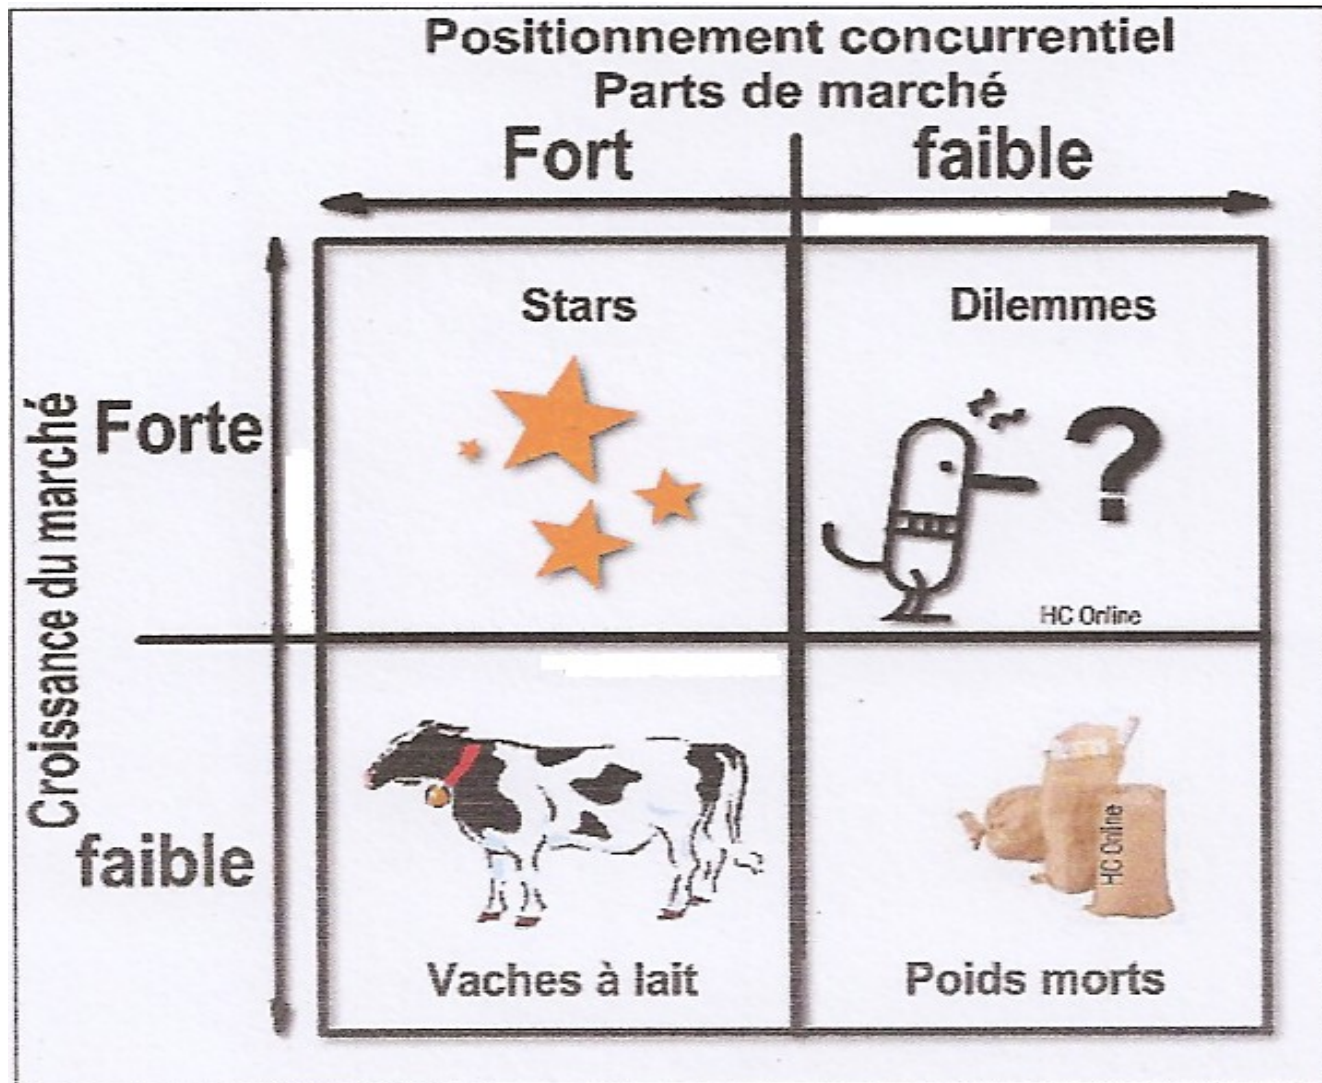 Positionnement concurrentiel
Parts de marché
Fort
faible
Stars
Dilemmes
Croissance du marché
Forte
HC Online
faible
HC Online
Vaches à lait
Poids morts